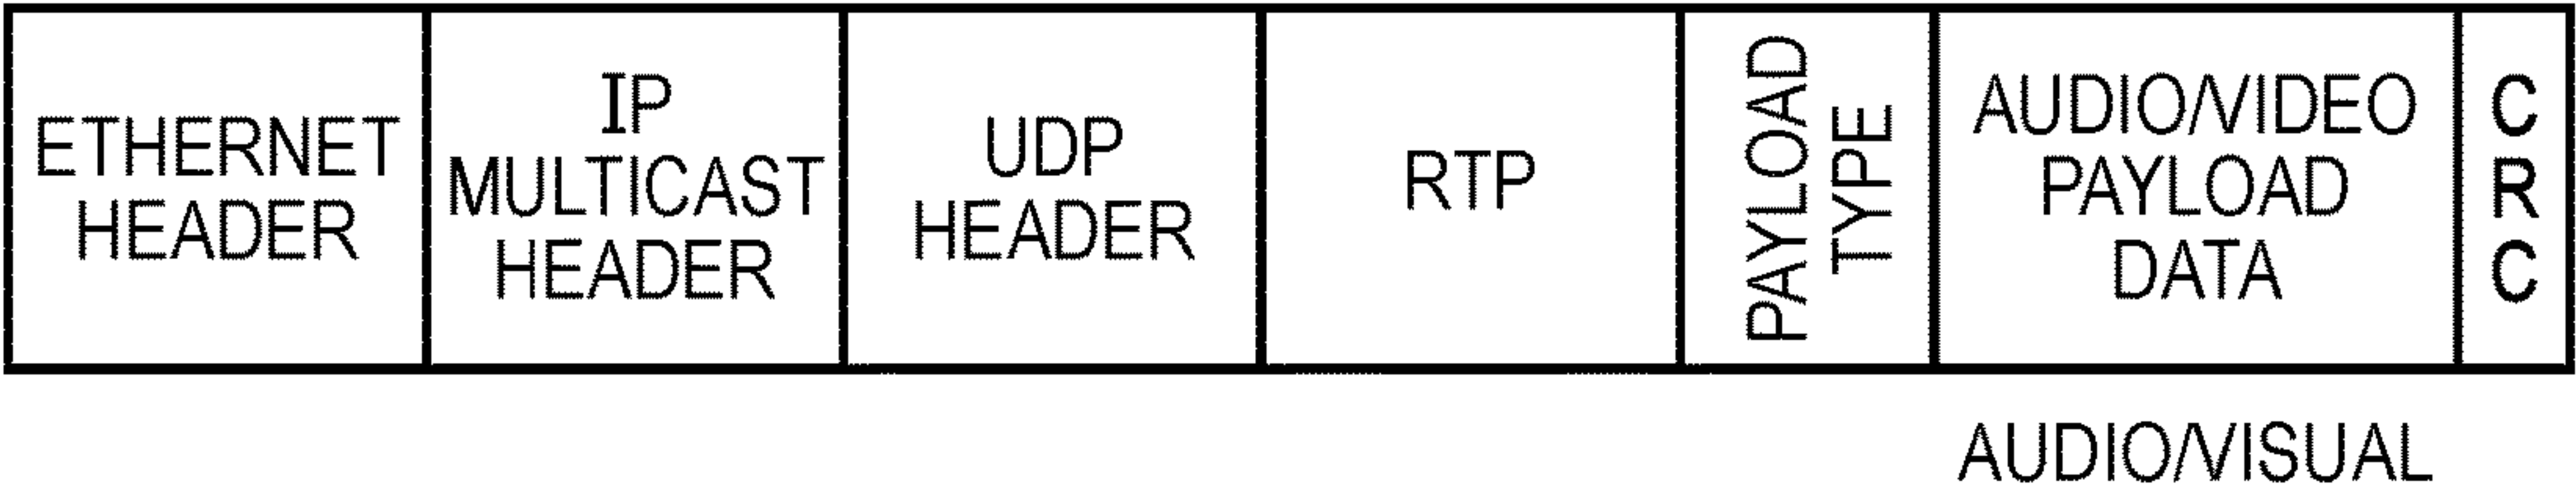 ETHERNET
HEADER
IP
MULTICAST
HEADER
UDP
HEADER
RTP
PAYLOAD
TYPE
AUDIO/VIDEO
PAYLOAD
DATA
C
R
C
AUDIO/VISUAL